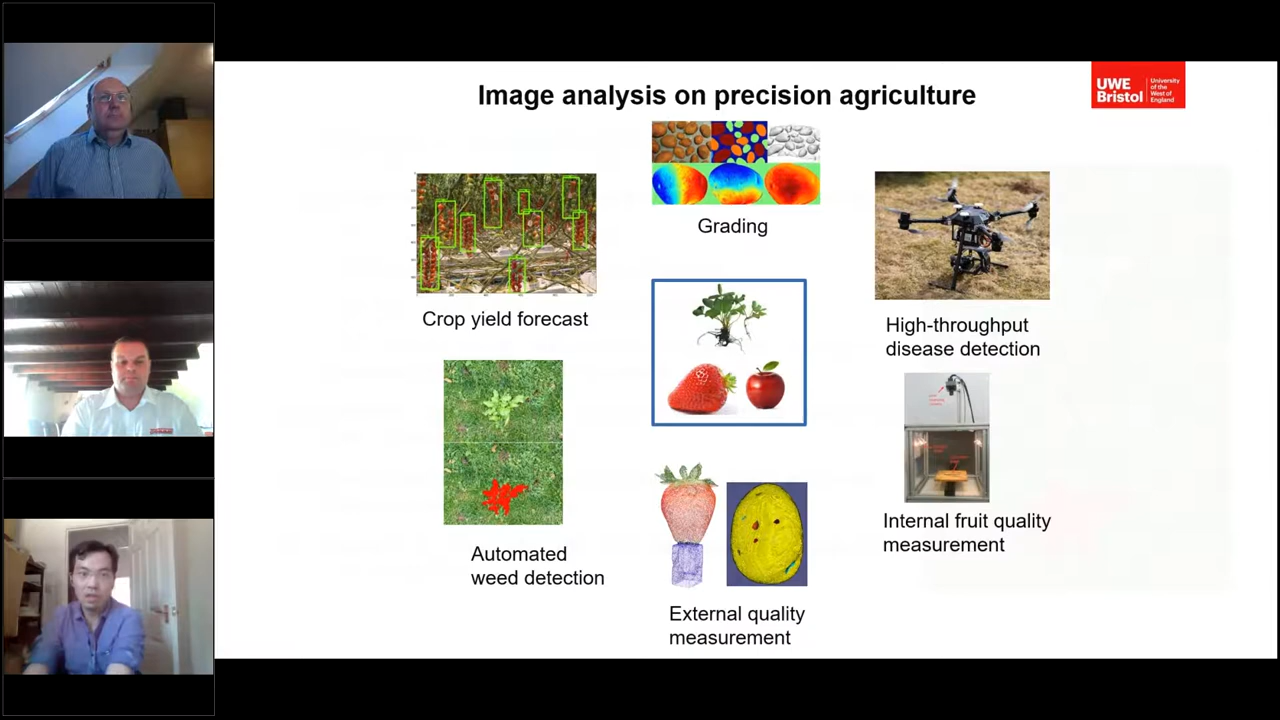 Image analysis on precision agriculture
UWE
Bristol
University
of the
West of
England
Grading
Crop yield forecast
High-throughput
disease detection
Automated
weed detection
Internal fruit quality
measurement
External quality
measurement